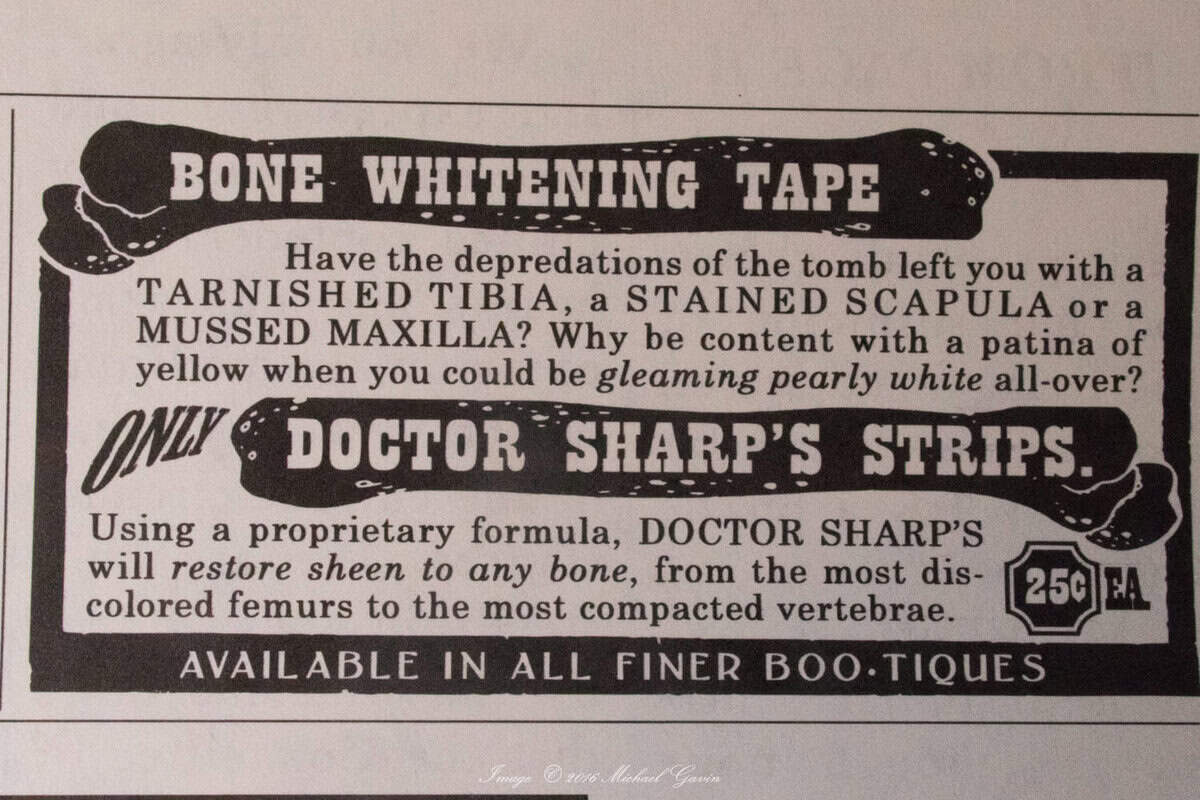 BONE WHITENING TAPE
Have the depredations of the tomb left you with a
TARNISHED TIBIA, a STAINED SCAPULA or a
MUSSED MAXILLA? Why be content with a patina of
yellow when you could be gleaming pearly white all-over?
ONLY DOCTOR SHARP'S STRIPS.
Using a proprietary formula, DOCTOR SHARP'S
will restore sheen to any bone, from the most dis-
colored femurs to the most compacted vertebrae.
25¢ EA
AVAILABLE IN ALL FINER BOO·TIQUES
Image © 2016 Michael Gavin